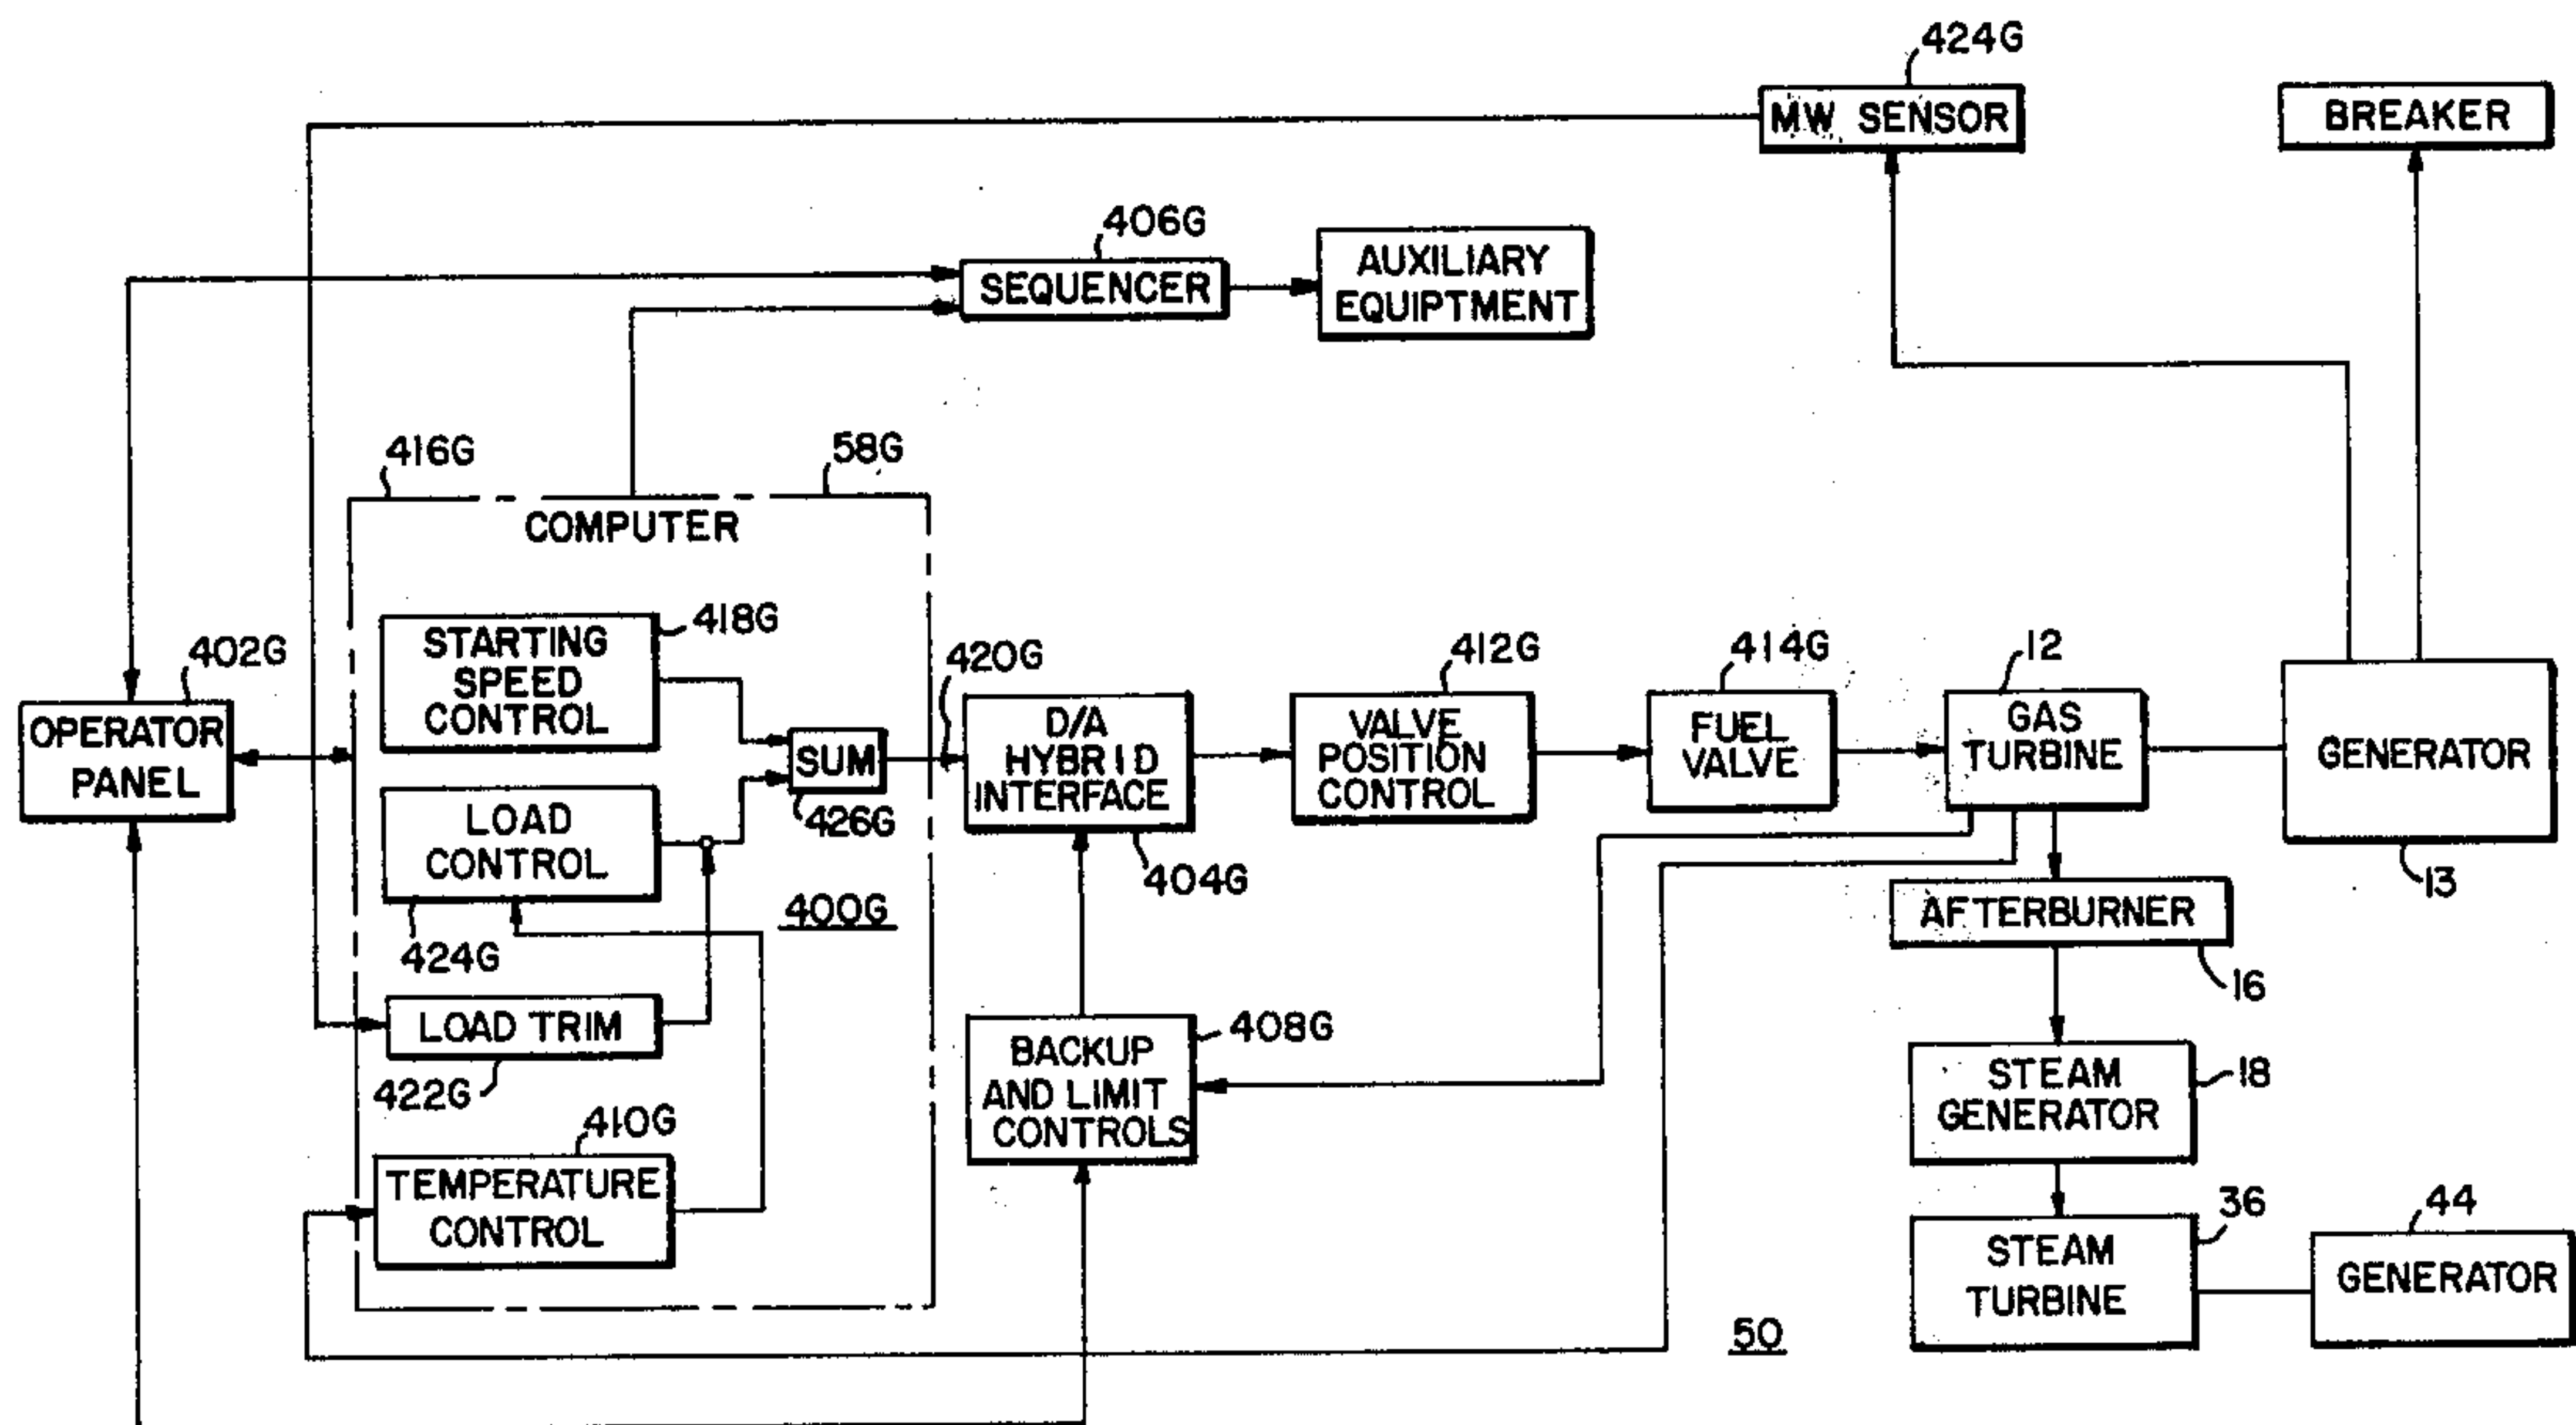 424G
MW SENSOR
BREAKER
406G
SEQUENCER
AUXILIARY
EQUIPTMENT
416G
58G
COMPUTER
402G
OPERATOR
PANEL
STARTING
SPEED
CONTROL
418G
LOAD
CONTROL
424G
SUM
426G
400G
LOAD TRIM
422G
410G
TEMPERATURE
CONTROL
420G
D/A
HYBRID
INTERFACE
404G
BACKUP
AND LIMIT
CONTROLS
408G
412G
VALVE
POSITION
CONTROL
414G
FUEL
VALVE
12
GAS
TURBINE
GENERATOR
13
AFTERBURNER
16
STEAM
GENERATOR
18
36
STEAM
TURBINE
44
GENERATOR
50